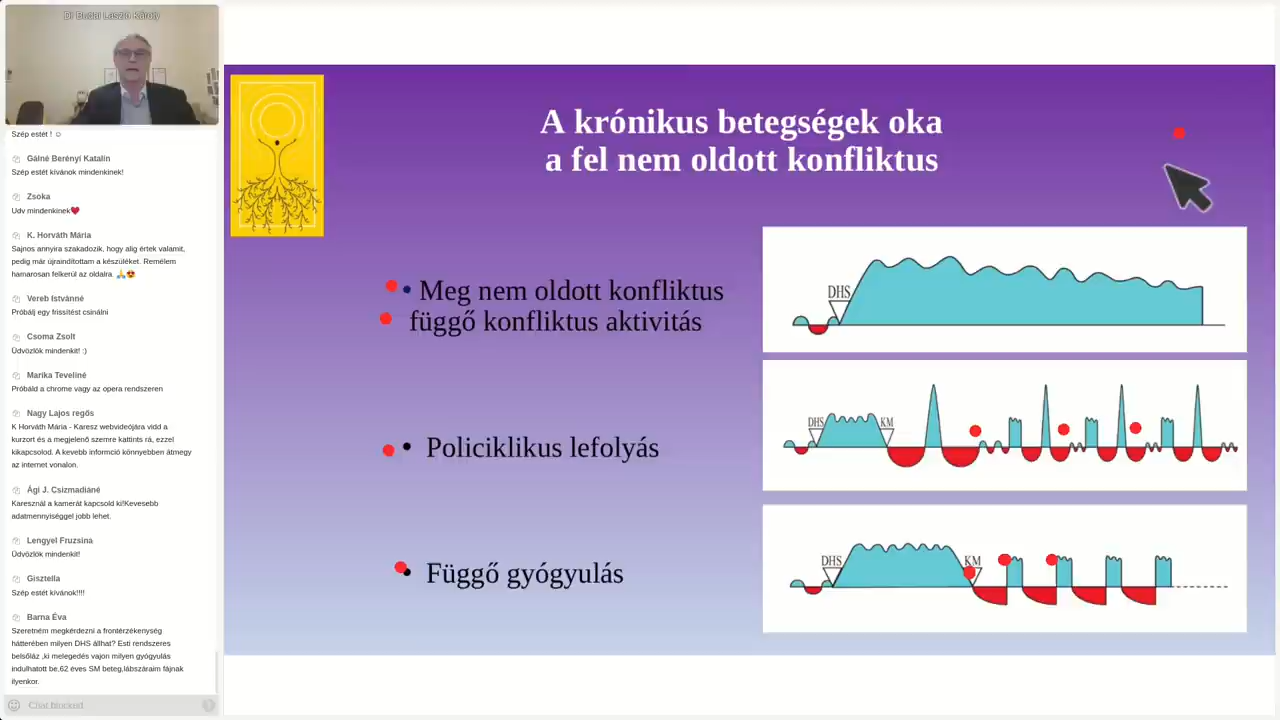 Dr Budai László Károly
Szép estét ! ☺
Gálné Berényi Katalin
Szép estét kívánok mindenkinek!
Zsoka
Udv mindenkinek❤
K. Horváth Mária
Sajnos annyira szakadozik, hogy alig értek valamit,
pedig már újraindítottam a készüléket. Remélem
hamarosan felkerül az oldalra 🙏😍
Vereb Istvánné
Próbálj egy frissítést csinálni
Csoma Zsolt
Üdvözlök mindenkit! :)
Marika Teveliné
Próbáld a chrome vagy az opera rendszeren
Nagy Lajos regős
K Horváth Mária - Karesz webvideójára vidd a
kurzort és a megjelenő szemre kattints rá, ezzel
kikapcsolod. A kevebb informció könnyebben átmegy
az internet vonalon.
Ági J. Csizmadiáné
Karesznál a kamerát kapcsold ki!Kevesebb
adatmennyiséggel jobb lehet.
Lengyel Fruzsina
Üdvözlök mindenkit!
Gisztella
Szép estét kívánok!!!!
Barna Éva
Szeretném megkérdezni a frontérzékenység
hátterében milyen DHS állhat? Esti rendszeres
belsőláz ,ki melegedés vajon milyen gyógyulás
indulhatott be,62 éves SM beteg,lábszáraim fájnak
ilyenkor.
Chat blocked
A krónikus betegségek oka
a fel nem oldott konfliktus
• Meg nem oldott konfliktus
függő konfliktus aktivitás
DHS
• Policiklikus lefolyás
DHS KM
• Függő gyógyulás
DHS KM